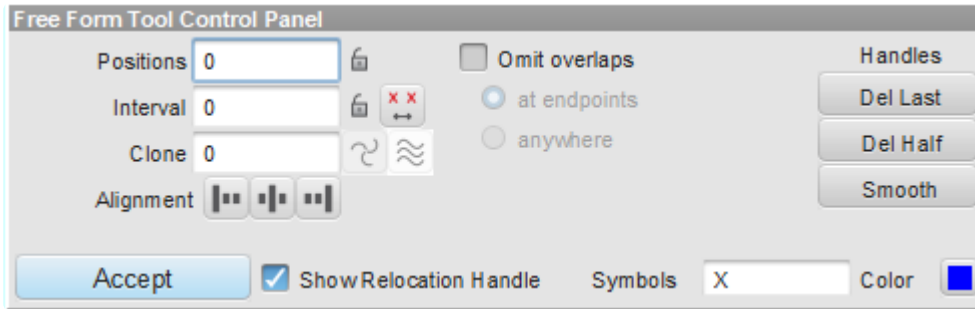 Free Form Tool Control Panel
Positions 0 Omit overlaps Handles
Interval 0 at endpoints Del Last
Clone 0 anywhere Del Half
Alignment Smooth
Accept Show Relocation Handle Symbols X Color